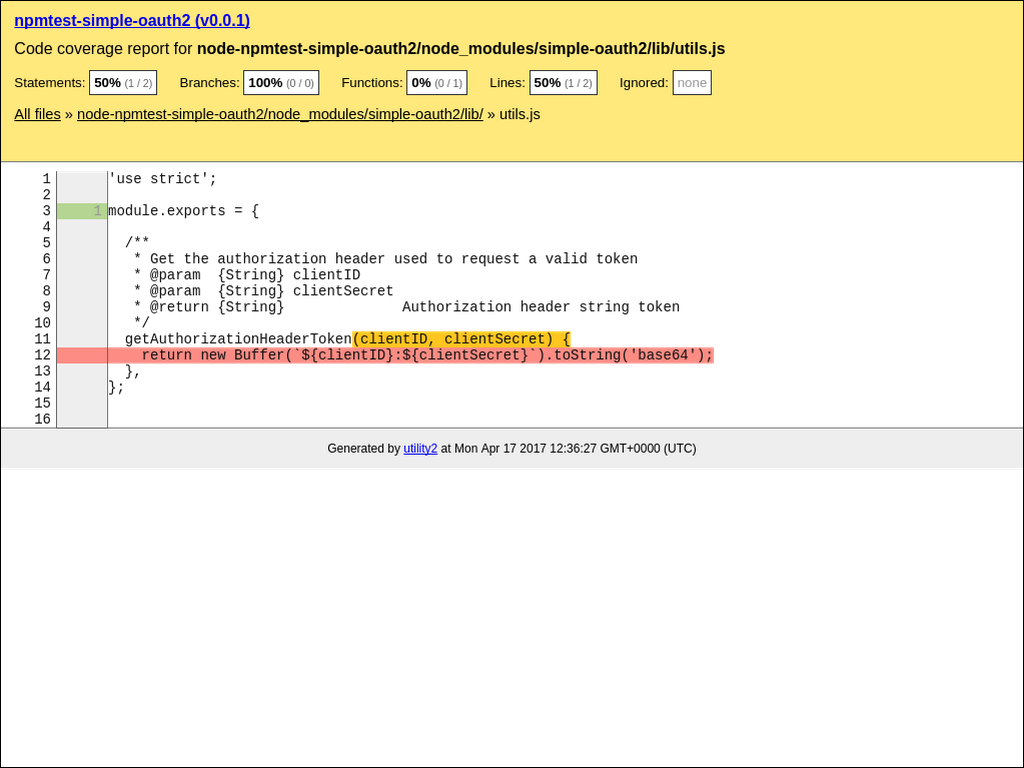 npmtest-simple-oauth2 (v0.0.1)
Code coverage report for node-npmtest-simple-oauth2/node_modules/simple-oauth2/lib/utils.js
Statements: 50% (1 / 2) Branches: 100% (0 / 0) Functions: 0% (0 / 1) Lines: 50% (1 / 2) Ignored: none
All files » node-npmtest-simple-oauth2/node_modules/simple-oauth2/lib/ » utils.js
1 'use strict';
2
3 1 module.exports = {
4
5 /**
6 * Get the authorization header used to request a valid token
7 * @param  {String} clientID
8 * @param  {String} clientSecret
9 * @return {String}              Authorization header string token
10 */
11 getAuthorizationHeaderToken(clientID, clientSecret) {
12 return new Buffer(`${clientID}:${clientSecret}`).toString('base64');
13 },
14 };
15
16
Generated by utility2 at Mon Apr 17 2017 12:36:27 GMT+0000 (UTC)